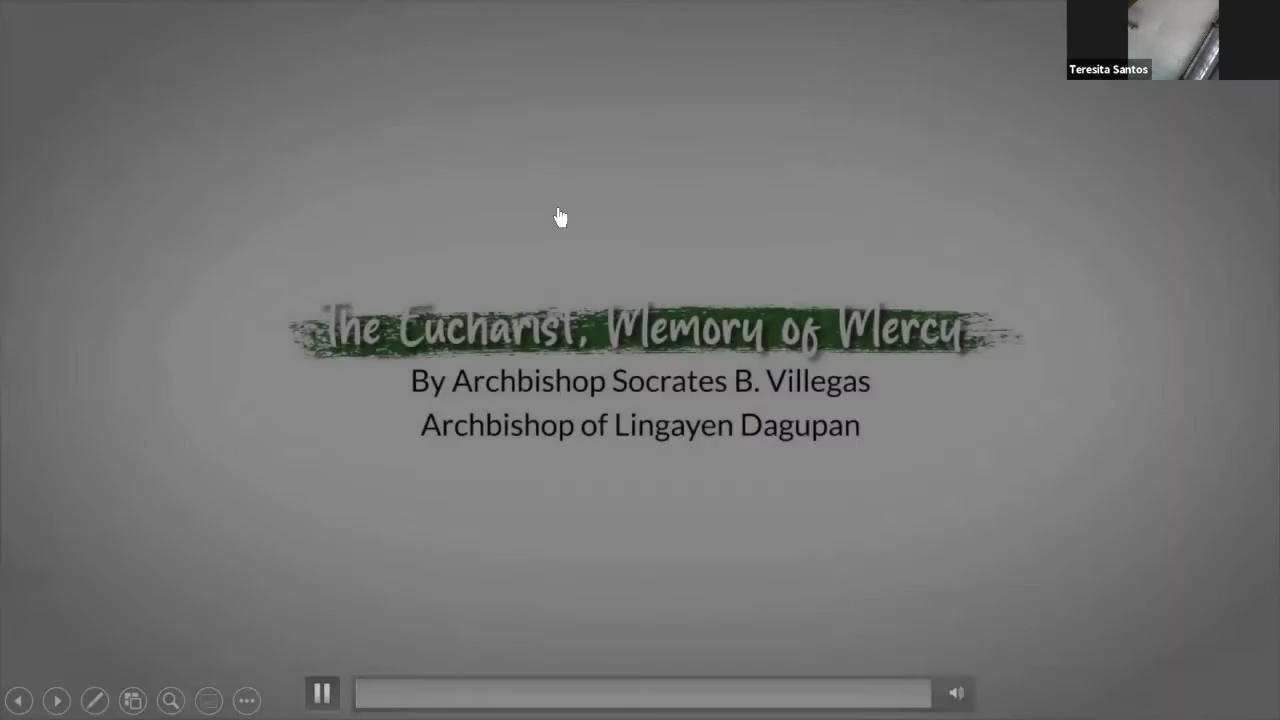 Teresita Santos
The Eucharist, Memory of Mercy
By Archbishop Socrates B. Villegas
Archbishop of Lingayen Dagupan